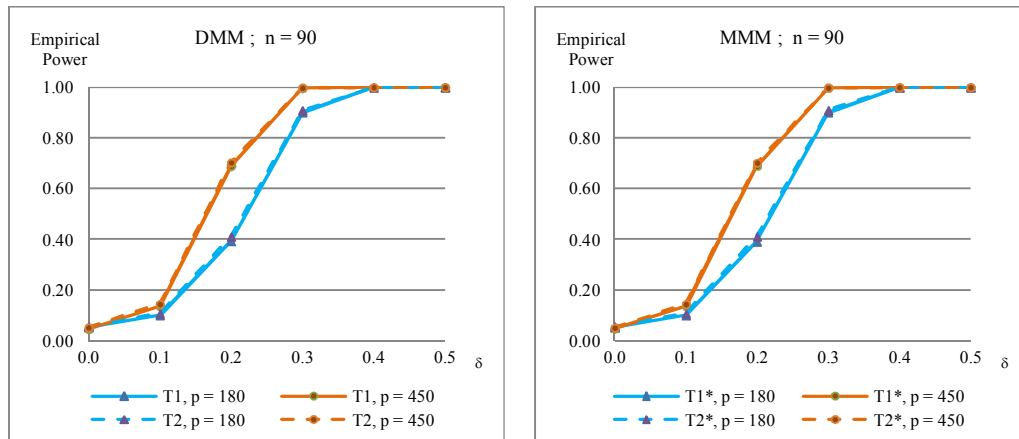 Empirical
Power
DMM ; n = 90
1.00
0.80
0.60
0.40
0.20
0.00
0.0 0.1 0.2 0.3 0.4 0.5 δ
T1, p = 180 T1, p = 450
T2, p = 180 T2, p = 450
Empirical
Power
MMM ; n = 90
1.00
0.80
0.60
0.40
0.20
0.00
0.0 0.1 0.2 0.3 0.4 0.5 δ
T1*, p = 180 T1*, p = 450
T2*, p = 180 T2*, p = 450